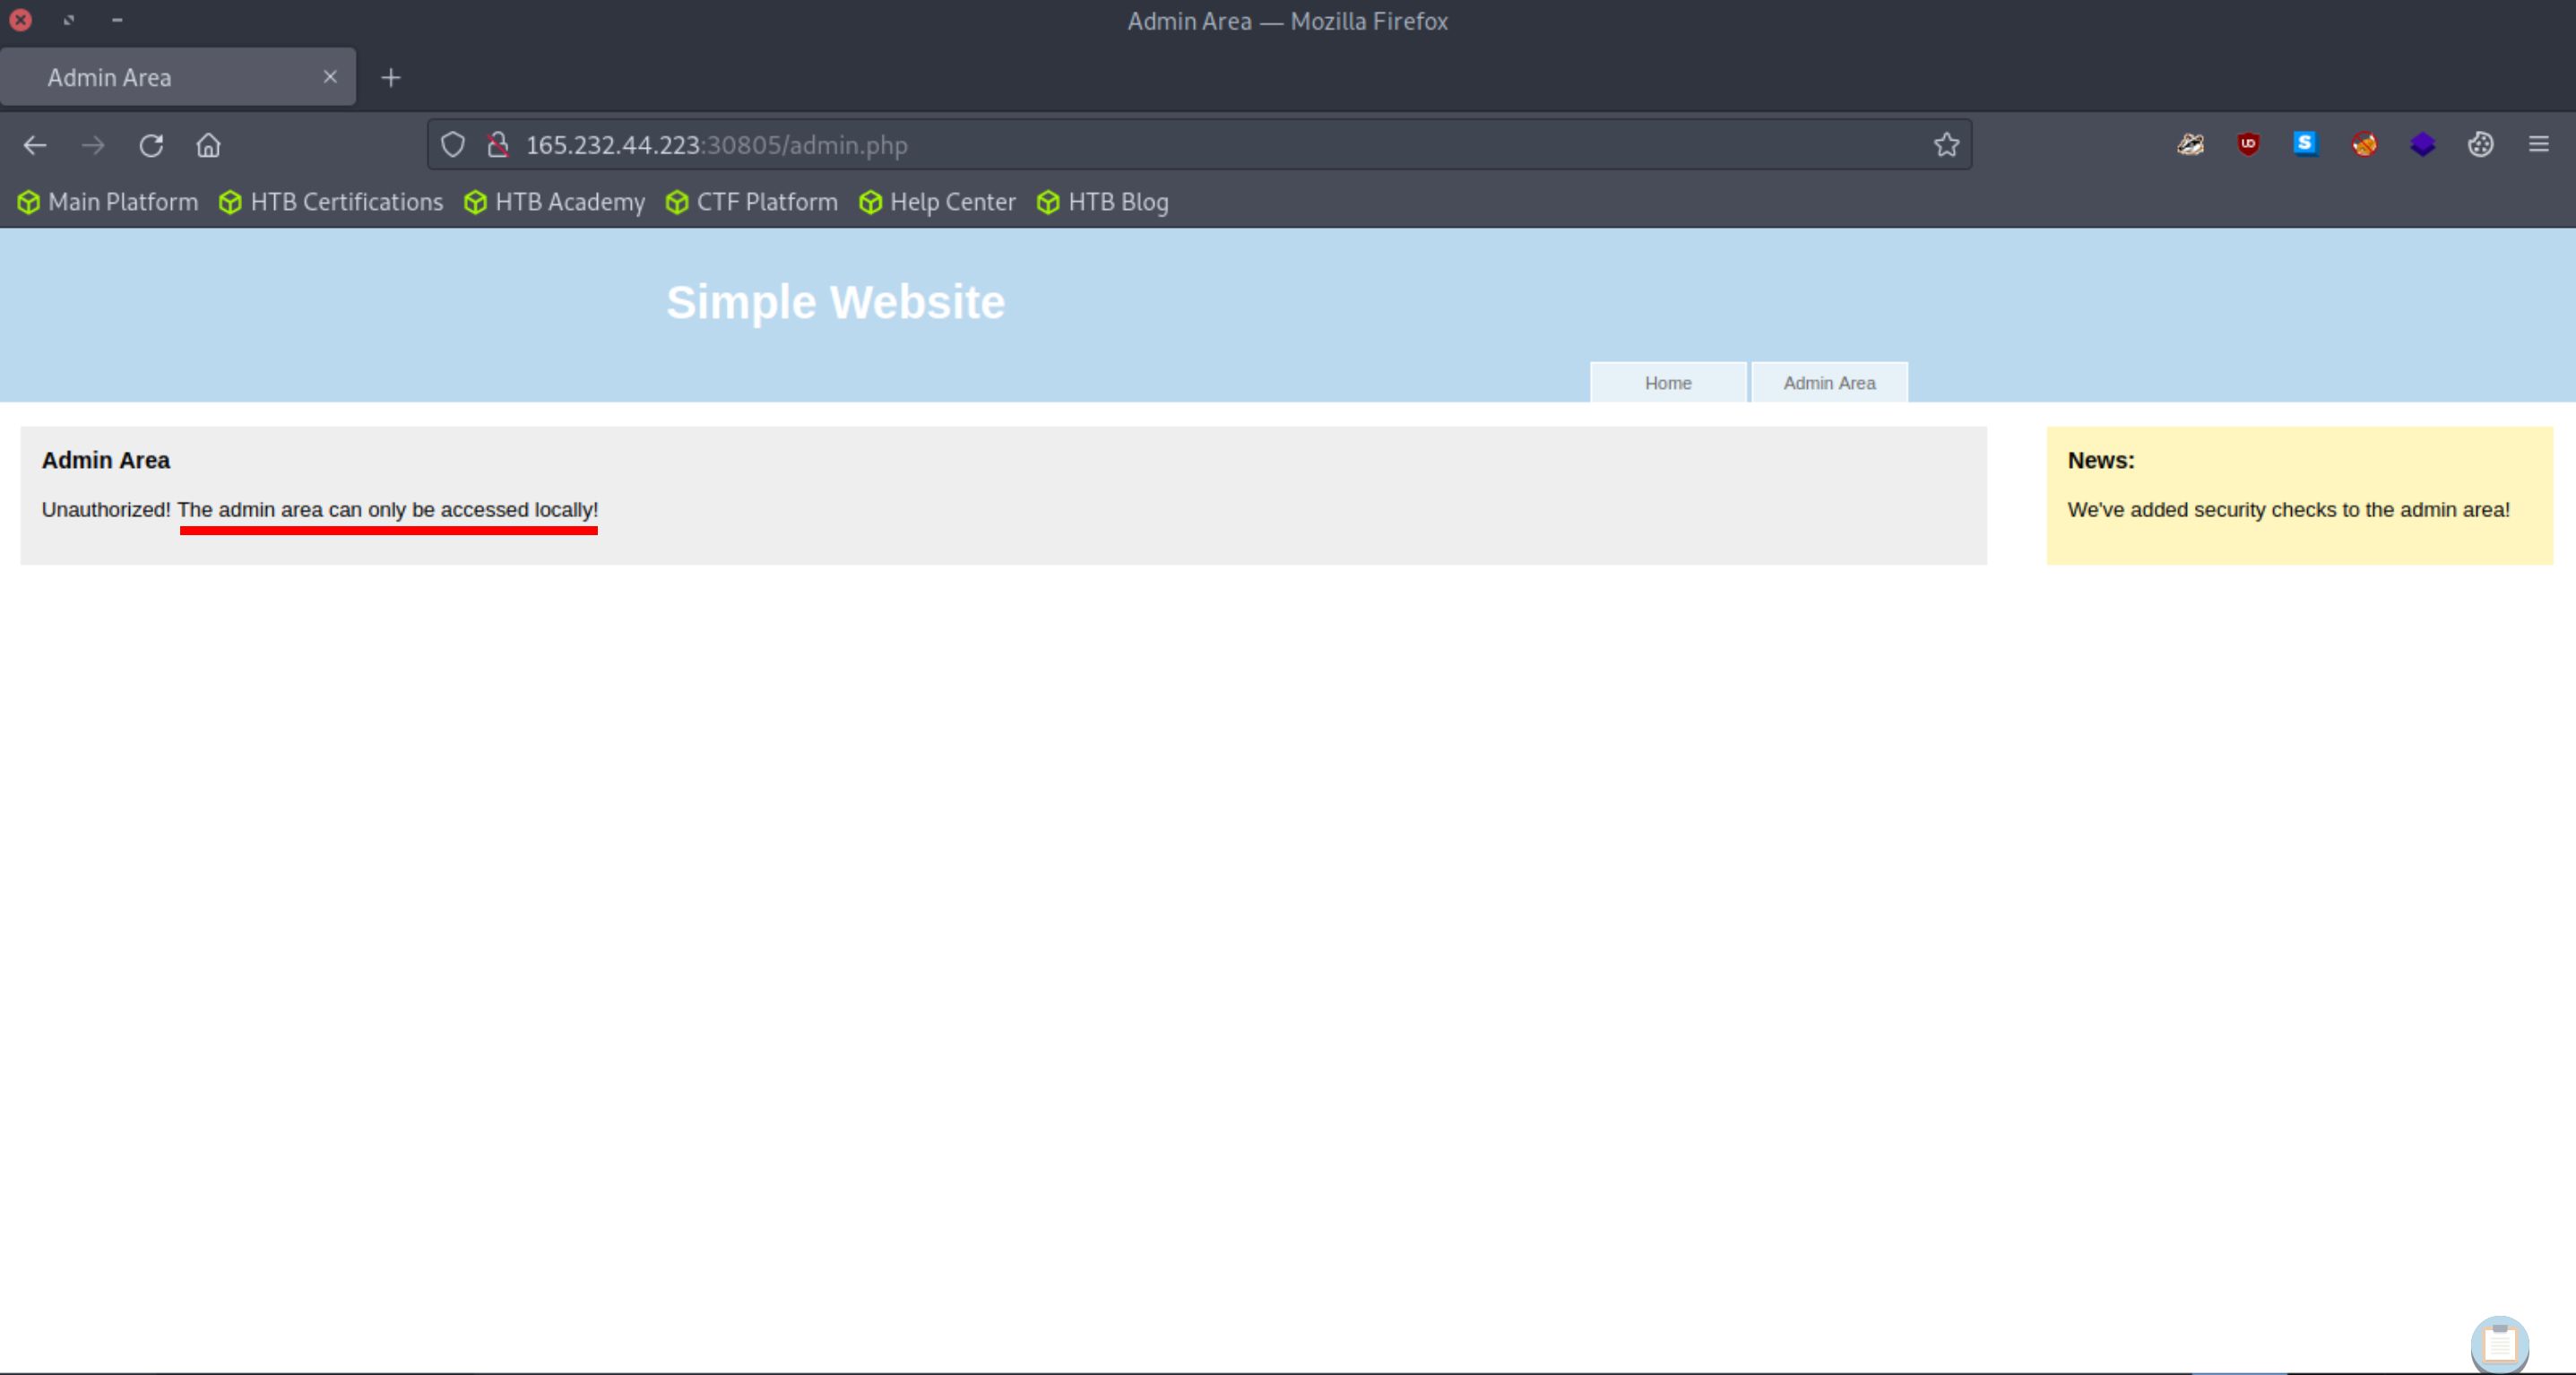 Admin Area — Mozilla Firefox
Admin Area
165.232.44.223:30805/admin.php
Main Platform HTB Certifications HTB Academy CTF Platform Help Center HTB Blog
Simple Website
Home Admin Area
Admin Area
Unauthorized! The admin area can only be accessed locally!
News:
We've added security checks to the admin area!